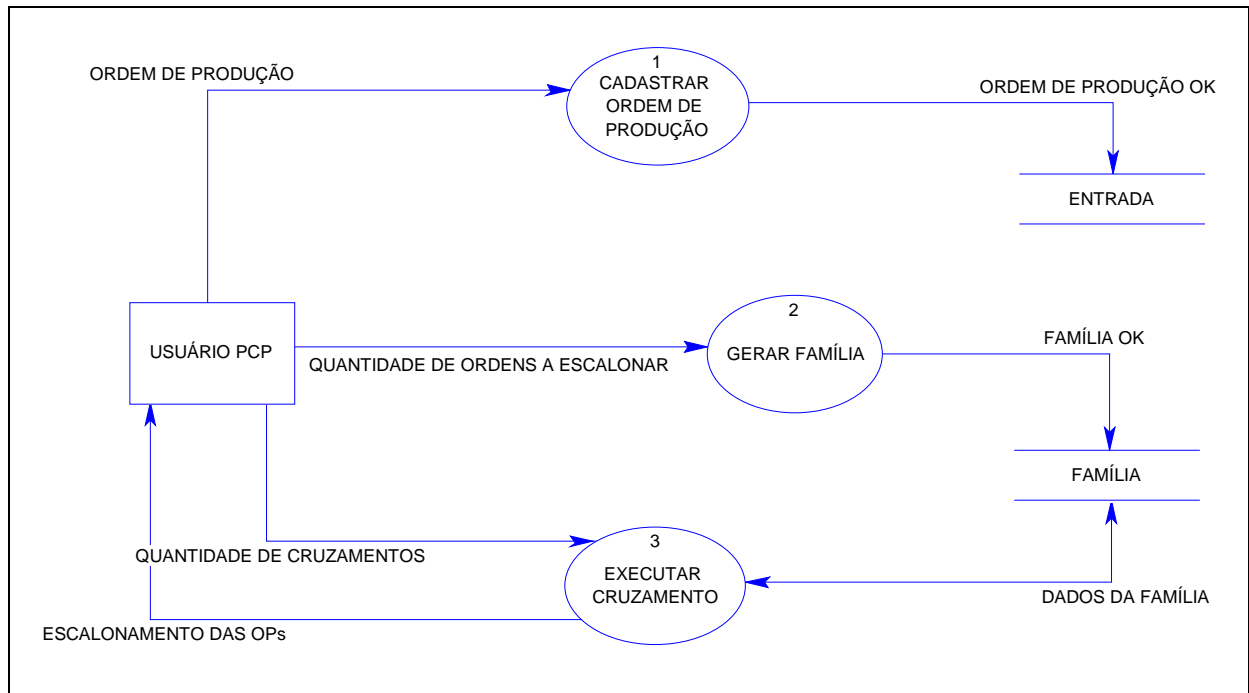 ORDEM DE PRODUÇÃO
1
CADASTRAR
ORDEM DE
PRODUÇÃO
ORDEM DE PRODUÇÃO OK
ENTRADA
USUÁRIO PCP
QUANTIDADE DE ORDENS A ESCALONAR
2
GERAR FAMÍLIA
FAMÍLIA OK
FAMÍLIA
QUANTIDADE DE CRUZAMENTOS
3
EXECUTAR
CRUZAMENTO
DADOS DA FAMÍLIA
ESCALONAMENTO DAS OPs